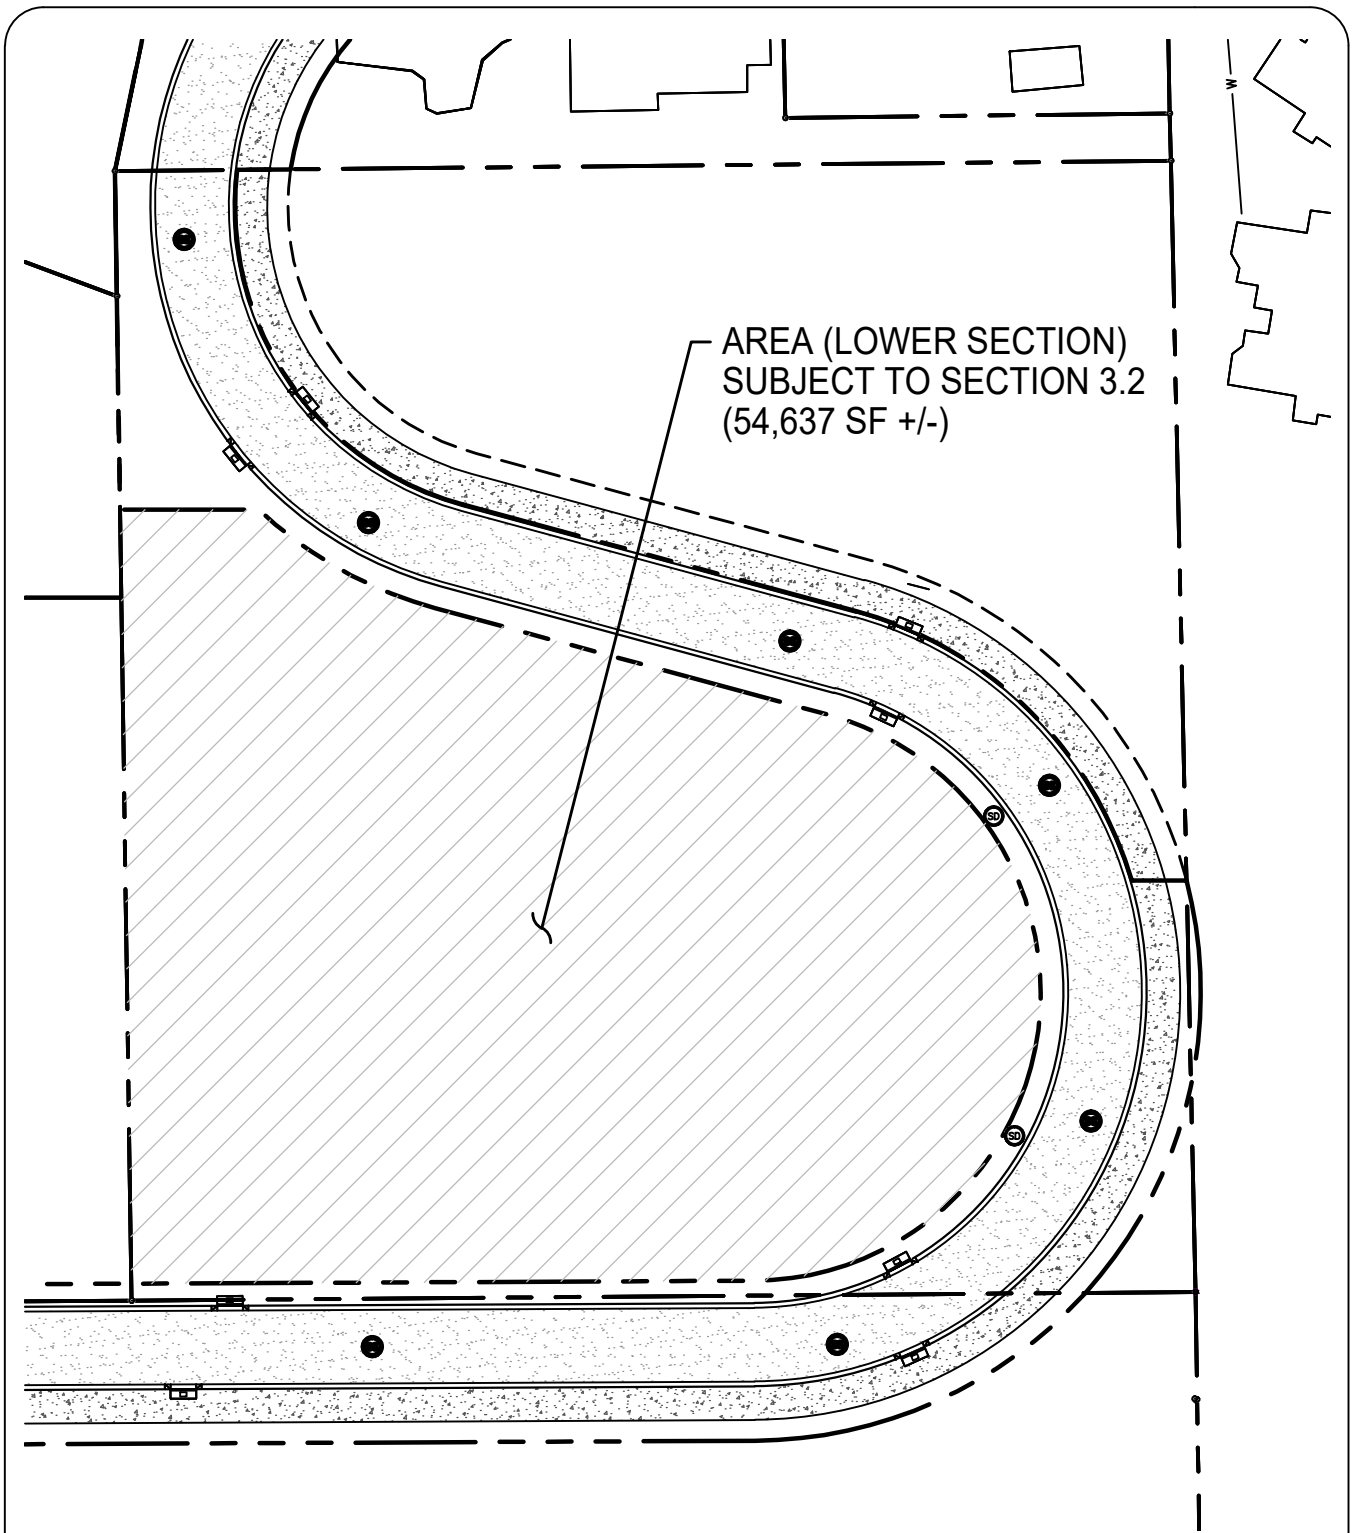 W
AREA (LOWER SECTION)
SUBJECT TO SECTION 3.2
(54,637 SF +/-)
SD
SD